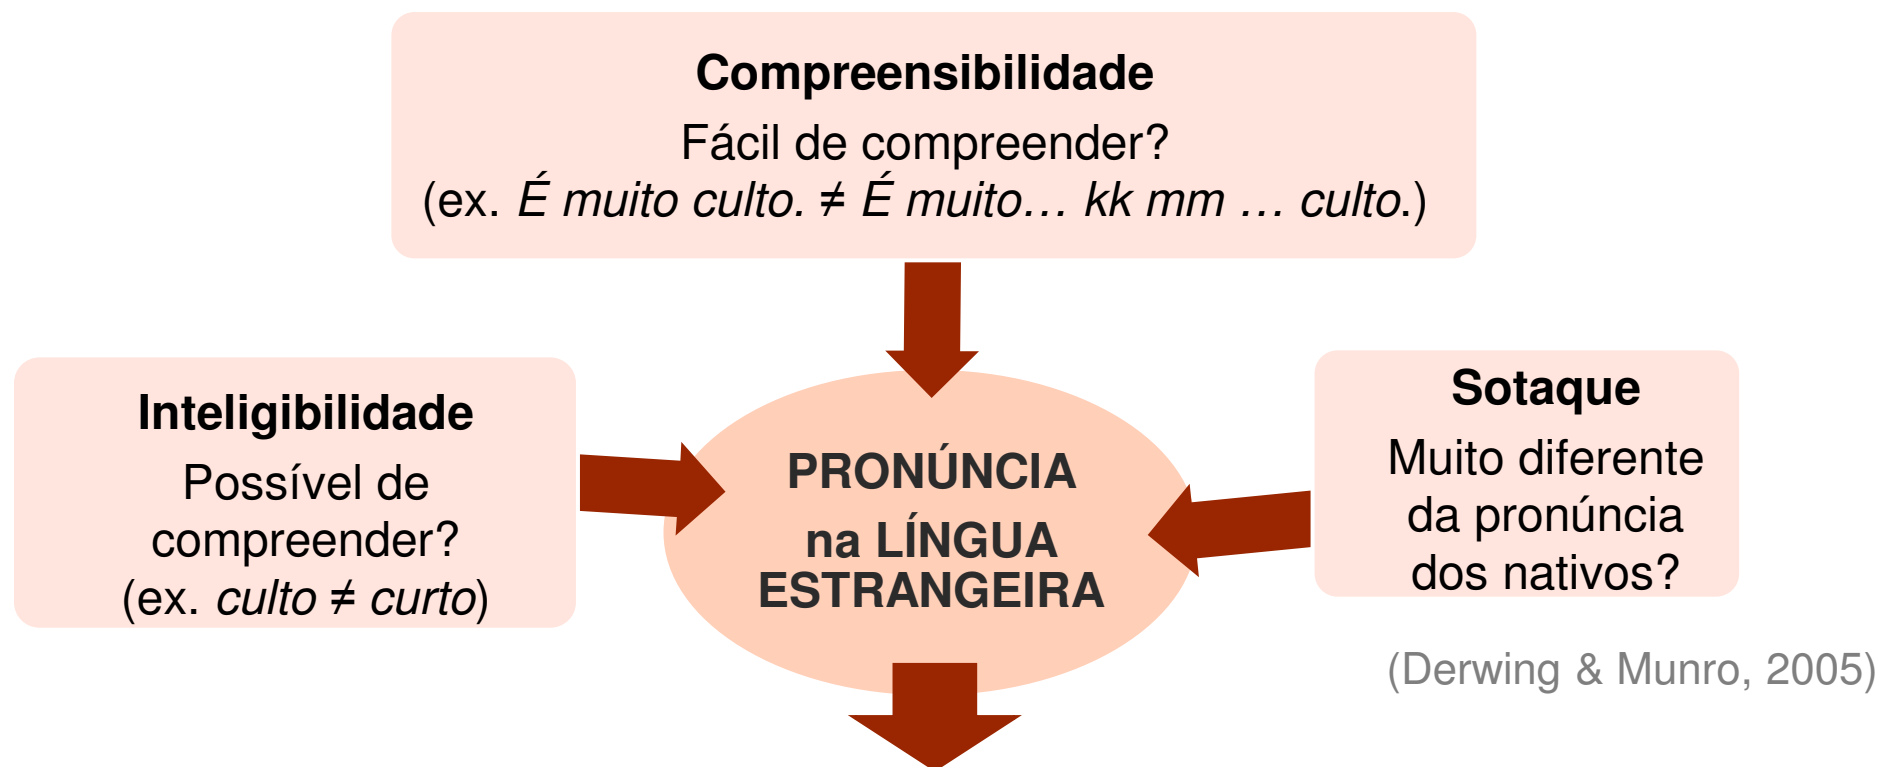 Compreensibilidade
Fácil de compreender?
(ex. É muito culto. ≠ É muito… kk mm … culto.)
Inteligibilidade
Possível de
compreender?
(ex. culto ≠ curto)
PRONÚNCIA
na LÍNGUA
ESTRANGEIRA
Sotaque
Muito diferente
da pronúncia
dos nativos?
(Derwing & Munro, 2005)